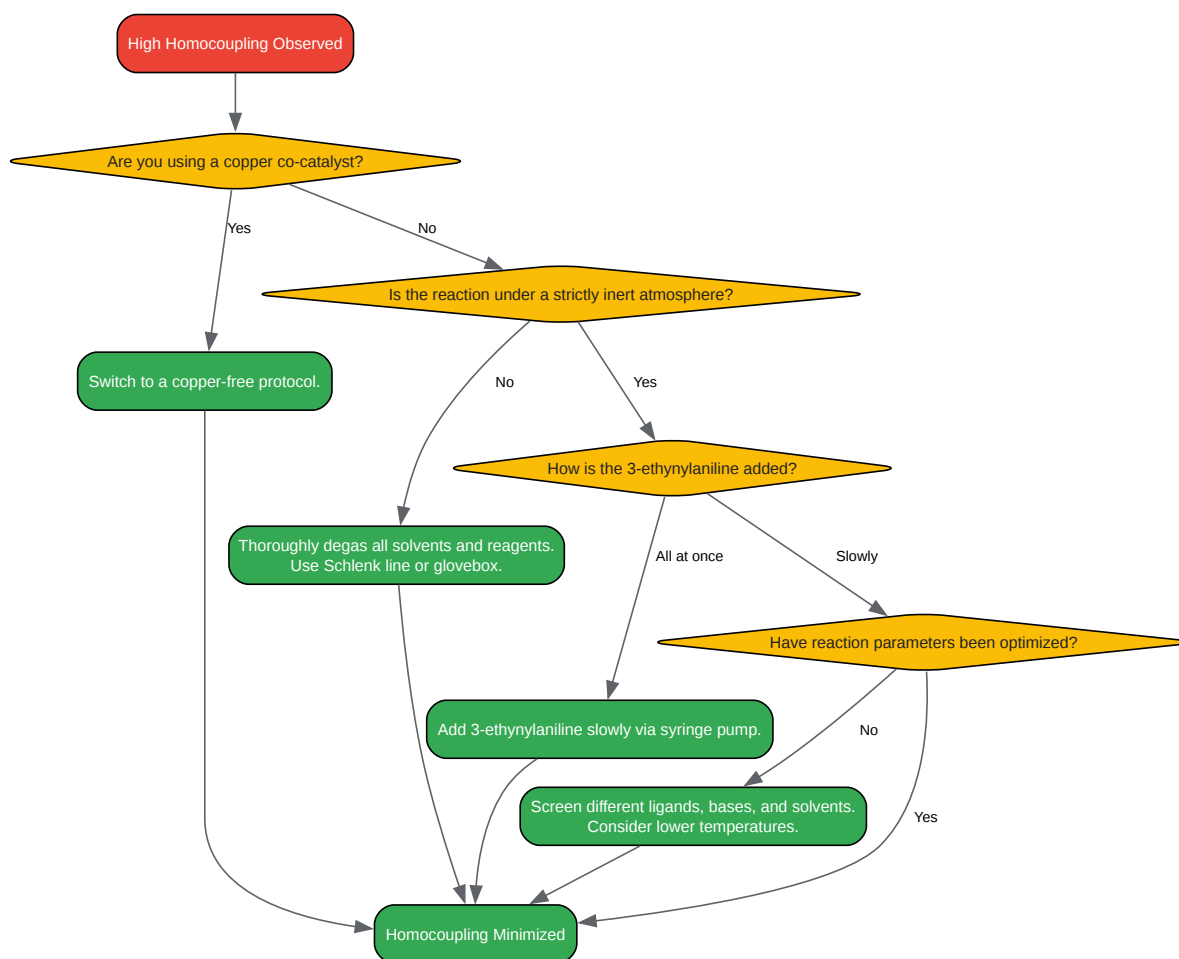 High Homocoupling Observed
Are you using a copper co-catalyst?
Yes
No
Is the reaction under a strictly inert atmosphere?
Switch to a copper-free protocol.
No
Yes
How is the 3-ethynylaniline added?
Thoroughly degas all solvents and reagents.
Use Schlenk line or glovebox.
All at once
Slowly
Have reaction parameters been optimized?
Add 3-ethynylaniline slowly via syringe pump.
No
Screen different ligands, bases, and solvents.
Consider lower temperatures.
Yes
Homocoupling Minimized